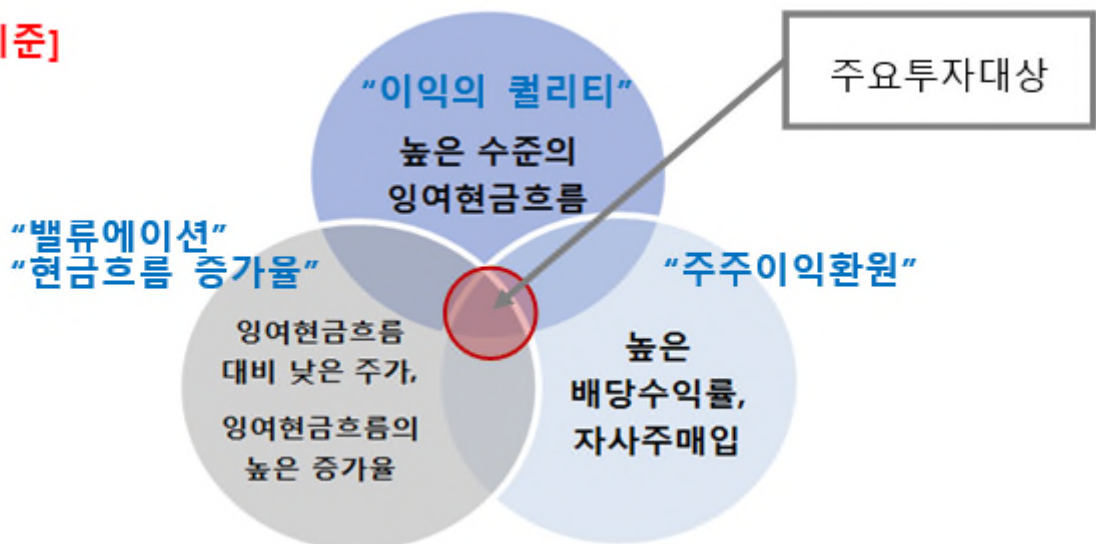 준]
주요투자대상
“이익의 퀄리티”
높은 수준의
잉여현금흐름
“밸류에이션”
“현금흐름 증가율”
잉여현금흐름
대비 낮은 주가,
잉여현금흐름의
높은 증가율
“주주이익환원”
높은
배당수익률,
자사주매입